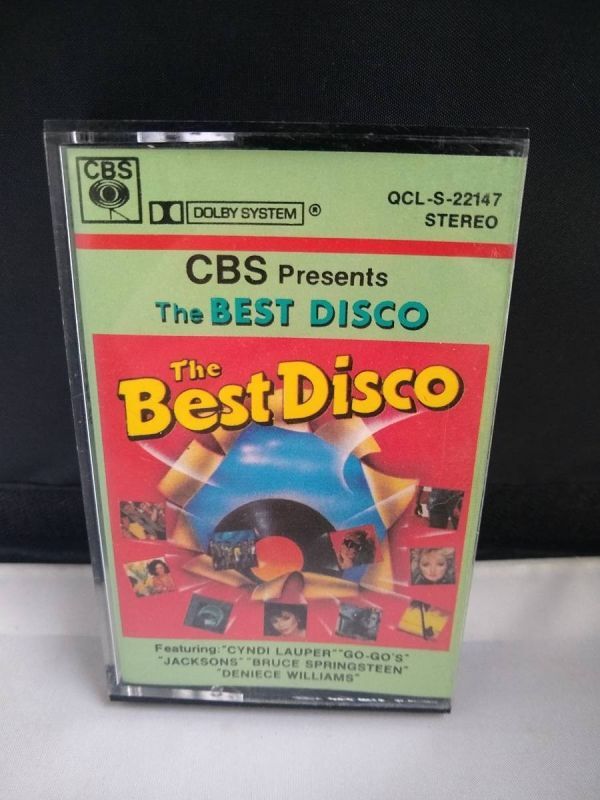 CBS
DOLBY SYSTEM ®
QCL-S-22147
STEREO
CBS Presents
The BEST DISCO
The
Best Disco
Featuring: "CYNDI LAUPER" "GO-GO'S"
"JACKSONS" "BRUCE SPRINGSTEEN"
"DENIECE WILLIAMS"